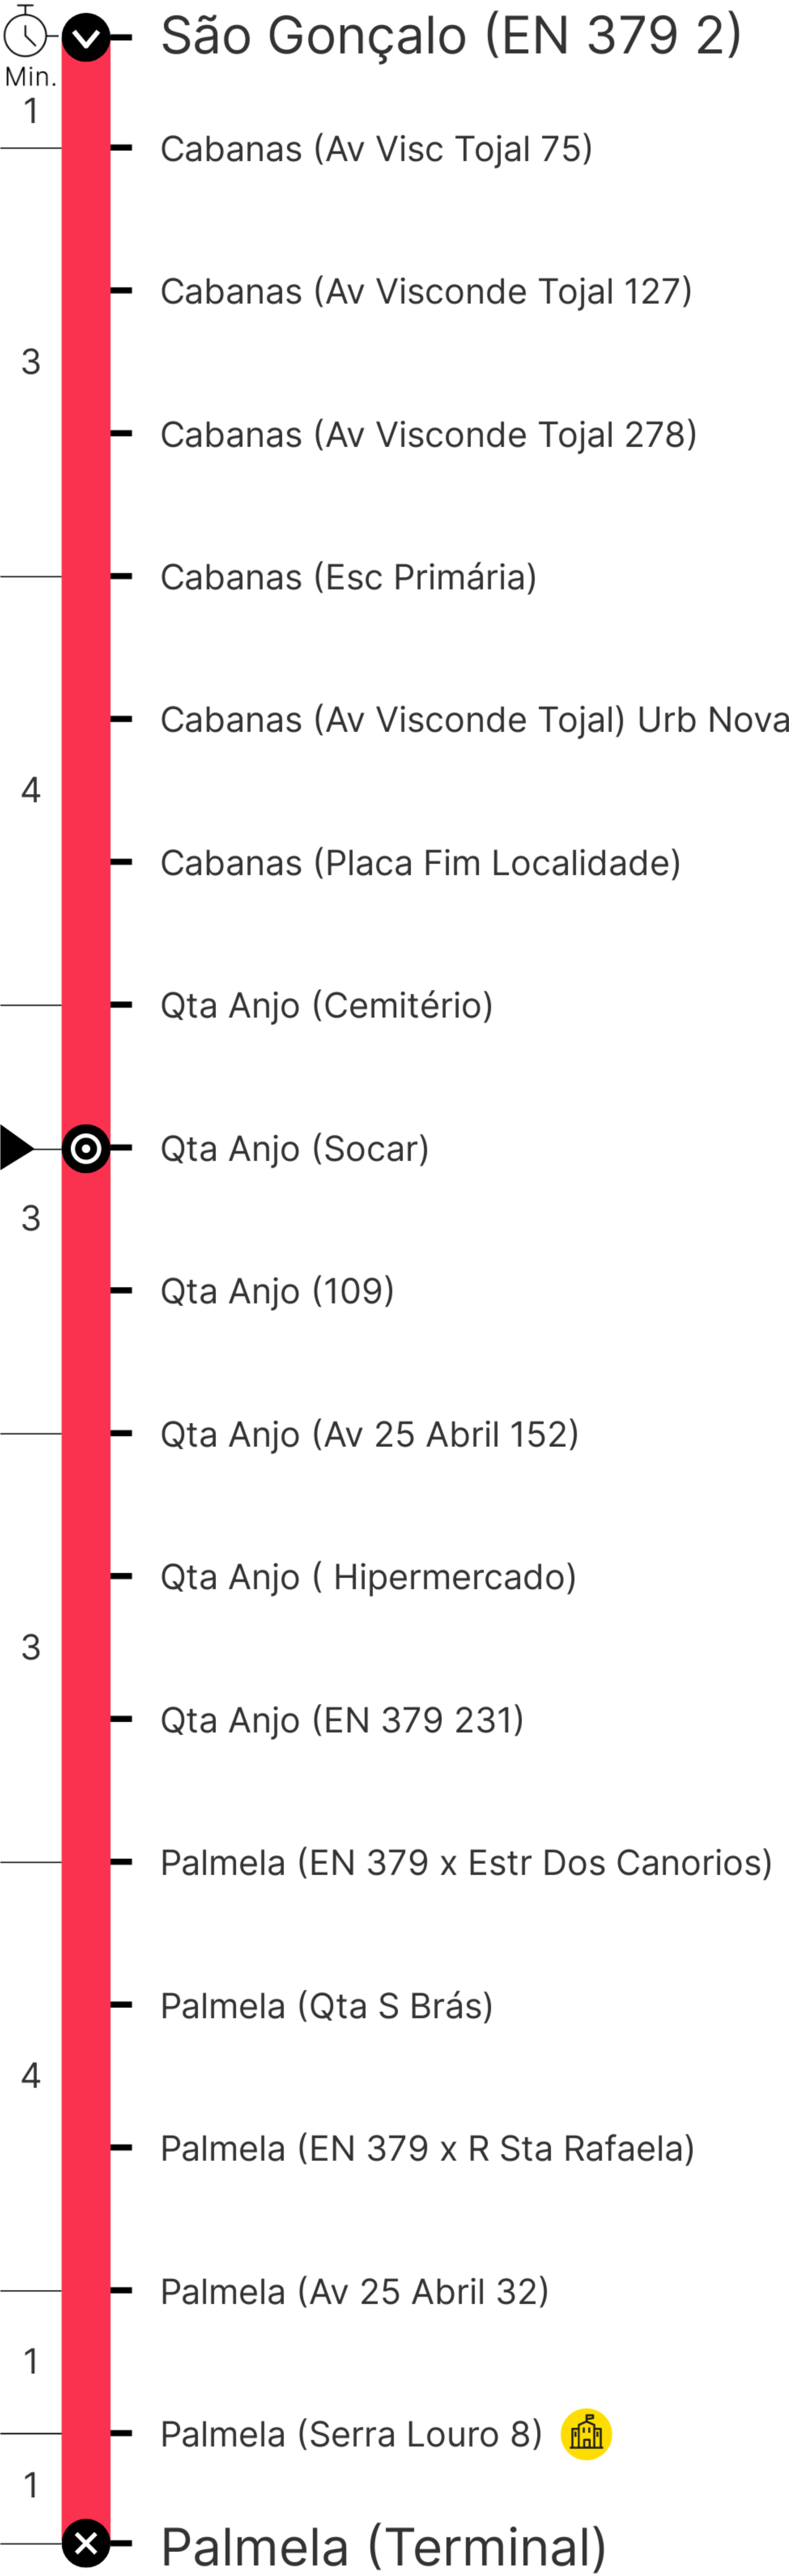 São Gonçalo (EN 379 2)
Min.
1
Cabanas (Av Visc Tojal 75)
Cabanas (Av Visconde Tojal 127)
3
Cabanas (Av Visconde Tojal 278)
Cabanas (Esc Primária)
Cabanas (Av Visconde Tojal) Urb Nova
4
Cabanas (Placa Fim Localidade)
Qta Anjo (Cemitério)
Qta Anjo (Socar)
3
Qta Anjo (109)
Qta Anjo (Av 25 Abril 152)
Qta Anjo ( Hipermercado)
3
Qta Anjo (EN 379 231)
Palmela (EN 379 x Estr Dos Canorios)
Palmela (Qta S Brás)
4
Palmela (EN 379 x R Sta Rafaela)
Palmela (Av 25 Abril 32)
1
Palmela (Serra Louro 8)
1
Palmela (Terminal)